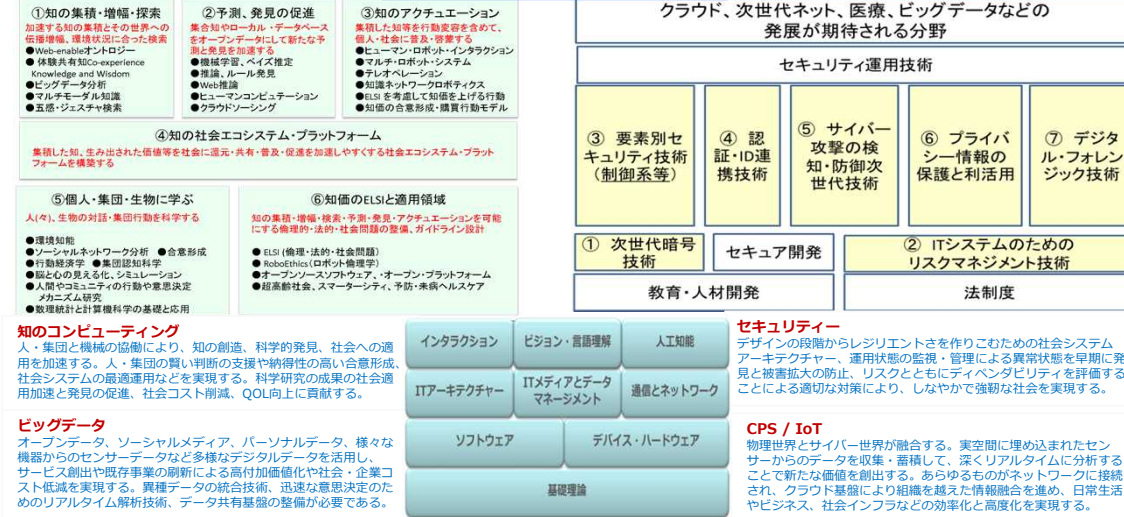 ①知の集積・増幅・探索
加速する知の集積とその世界への
伝播増幅、環境状況に合った検索
●Web-enableオントロジー
● 体験共有知Co-experience
Knowledge and Wisdom
●ビッグデータ分析
●マルチモーダル知識
●五感・ジェスチャ検索
②予測、発見の促進
集合知やローカル・データベース
をオープンデータにして新たな予
測と発見を加速する
●機械学習、ベイズ推定
●推論、ルール発見
●Web推論
●ヒューマンコンピュテーション
●クラウドソーシング
③知のアクチュエーション
集積した知等を行動変容を含めて、
個人・社会に普及・啓蒙する
●ヒューマン・ロボット・インタラクション
●マルチ・ロボット・システム
●テレオペレーション
●知識ネットワークロボティクス
●ELSI を考慮して知価を上げる行動
●知価の合意形成・購買行動モデル
④知の社会エコシステム・プラットフォーム
集積した知、生み出された価値等を社会に還元・共有・普及・促進を加速しやすくする社会エコシステム・プラット
フォームを構築する
⑤個人・集団・生物に学ぶ
人(々)、生物の対話・集団行動を科学する
●環境知能
●ソーシャルネットワーク分析 ●合意形成
●行動経済学 ●集団認知科学
●脳と心の見える化、シミュレーション
●人間やコミュニティの行動や意思決定
メカニズム研究
●数理統計と計算機科学の基礎と応用
⑥知価のELSIと適用領域
知の集積・増幅・検索・予測・発見・アクチュエーションを可能
にする倫理的・法的・社会問題の整備、ガイドライン設計
● ELSI (倫理・法的・社会問題)
● RoboEthics(ロボット倫理学)
●オープンソースソフトウェア、・オープン・プラットフォーム
●超高齢社会、スマーターシティ、予防・未病ヘルスケア
クラウド、次世代ネット、医療、ビッグデータなどの
発展が期待される分野
セキュリティ運用技術
③ 要素別セ
キュリティ技術
(制御系等)
④ 認
証・ID連
携技術
⑤ サイバー
攻撃の検
知・防御次
世代技術
⑥ プライバ
シー情報の
保護と利活用
⑦ デジタ
ル・フォレン
ジック技術
① 次世代暗号
技術
セキュア開発
② ITシステムのための
リスクマネジメント技術
教育・人材開発
法制度
知のコンピューティング
人・集団と機械の協働により、知の創造、科学的発見、社会への適
用を加速する。人・集団の賢い判断の支援や納得性の高い合意形成、
社会システムの最適運用などを実現する。科学研究の成果の社会適
用加速と発見の促進、社会コスト削減、QOL向上に貢献する。
ビッグデータ
オープンデータ、ソーシャルメディア、パーソナルデータ、様々な
機器からのセンサーデータなど多様なデジタルデータを活用し、
サービス創出や既存事業の刷新による高付加価値化や社会・企業コ
スト低減を実現する。異種データの統合技術、迅速な意思決定のた
めのリアルタイム解析技術、データ共有基盤の整備が必要である。
インタラクション
ビジョン・言語理解
人工知能
ITアーキテクチャー
ITメディアとデータ
マネージメント
通信とネットワーク
ソフトウェア
デバイス・ハードウェア
基礎理論
セキュリティー
デザインの段階からレジリエントさを作りこむための社会システム
アーキテクチャー、運用状態の監視・管理による異常状態を早期に発
見と被害拡大の防止、リスクとともにディペンダビリティを評価する
ことによる適切な対策により、しなやかで強靭な社会を実現する。
CPS / IoT
物理世界とサイバー世界が融合する。実空間に埋め込まれたセン
サーからのデータを収集・蓄積して、深くリアルタイムに分析する
ことで新たな価値を創出する。あらゆるものがネットワークに接続
され、クラウド基盤により組織を越えた情報融合を進め、日常生活
やビジネス、社会インフラなどの効率化と高度化を実現する。